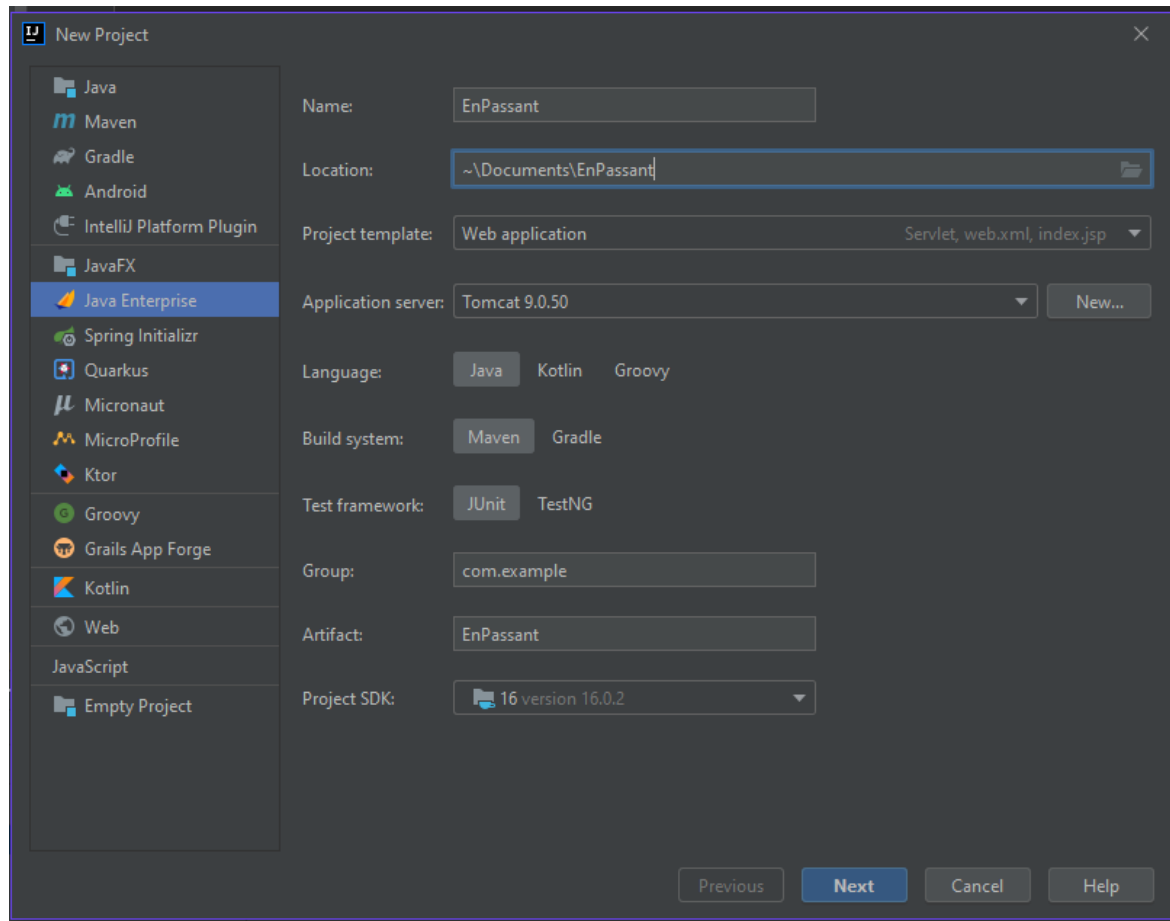 New Project
Java
Maven
Gradle
Android
IntelliJ Platform Plugin
JavaFX
Java Enterprise
Spring Initializr
Quarkus
Micronaut
MicroProfile
Ktor
Groovy
Grails App Forge
Kotlin
Web
JavaScript
Empty Project
Name: EnPassant
Location: ~\Documents\EnPassant
Project template: Web application Servlet, web.xml, index.jsp
Application server: Tomcat 9.0.50 New...
Language: Java Kotlin Groovy
Build system: Maven Gradle
Test framework: JUnit TestNG
Group: com.example
Artifact: EnPassant
Project SDK: 16 version 16.0.2
Previous Next Cancel Help